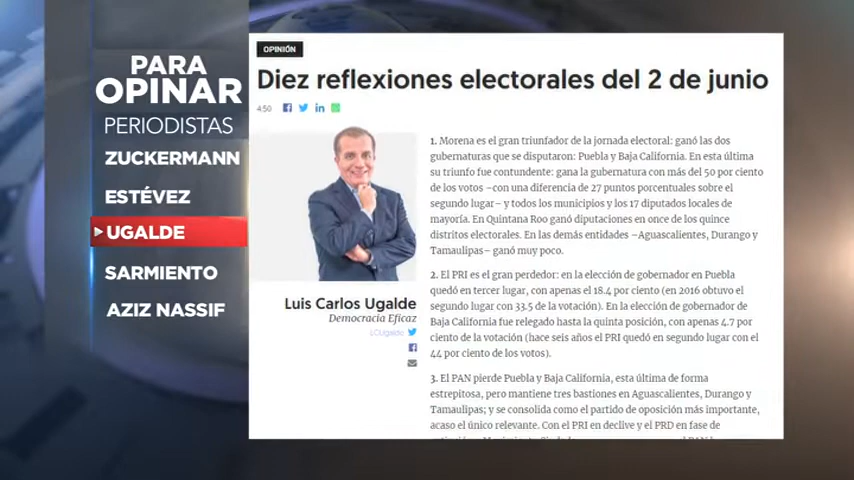 PARA
OPINAR
PERIODISTAS
ZUCKERMANN
ESTÉVEZ
UGALDE
SARMIENTO
AZIZ NASSIF
OPINIÓN
Diez reflexiones electorales del 2 de junio
450
Luis Carlos Ugalde
Democracia Eficaz
LCUgalde
1. Morena es el gran triunfador de la jornada electoral: ganó las dos
gubernaturas que se disputaron: Puebla y Baja California. En esta última
su triunfo fue contundente: gana la gubernatura con más del 50 por ciento
de los votos –con una diferencia de 27 puntos porcentuales sobre el
segundo lugar– y todos los municipios y los 17 diputados locales de
mayoría. En Quintana Roo ganó diputaciones en once de los quince
distritos electorales. En las demás entidades –Aguascalientes, Durango y
Tamaulipas– ganó muy poco.
2. El PRI es el gran perdedor: en la elección de gobernador en Puebla
quedó en tercer lugar, con apenas el 18.4 por ciento (en 2016 obtuvo el
segundo lugar con 33.5 de la votación). En la elección de gobernador de
Baja California fue relegado hasta la quinta posición, con apenas 4.7 por
ciento de la votación (hace seis años el PRI quedó en segundo lugar con el
44 por ciento de los votos).
3. El PAN pierde Puebla y Baja California, esta última de forma
estrepitosa, pero mantiene tres bastiones en Aguascalientes, Durango y
Tamaulipas; y se consolida como el partido de oposición más importante,
acaso el único relevante. Con el PRI en declive y el PRD en fase de